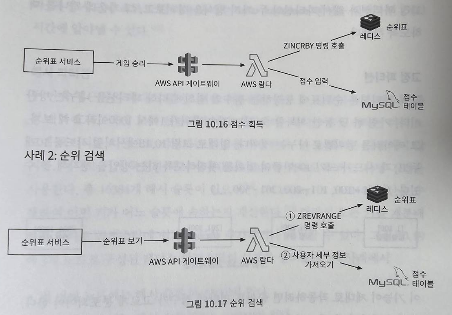 ZINCRBY 명령 호출
레디스
순위표
순위표 서비스
게임 승리
AWS API 게이트웨이
AWS 람다
점수 입력
MySQL
점수
테이블
그림 10.16 점수 획득
사례 2: 순위 검색
① ZREVRANGE
명령 호출
레디스
순위표
순위표 서비스
순위표 보기
AWS API 게이트웨이
AWS 람다
② 사용자 세부 정보
가져오기
MySQL
점수
테이블
그림 10.17 순위 검색